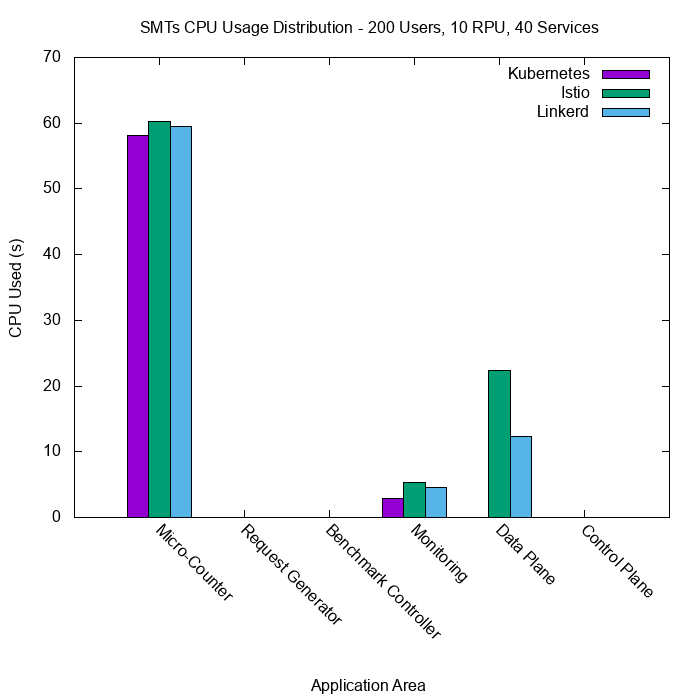 SMTs CPU Usage Distribution - 200 Users, 10 RPU, 40 Services
70
60
50
40
30
20
10
0
CPU Used (s)
Kubernetes
Istio
Linkerd
Micro-Counter
Request Generator
Benchmark Controller
Monitoring
Data Plane
Control Plane
Application Area